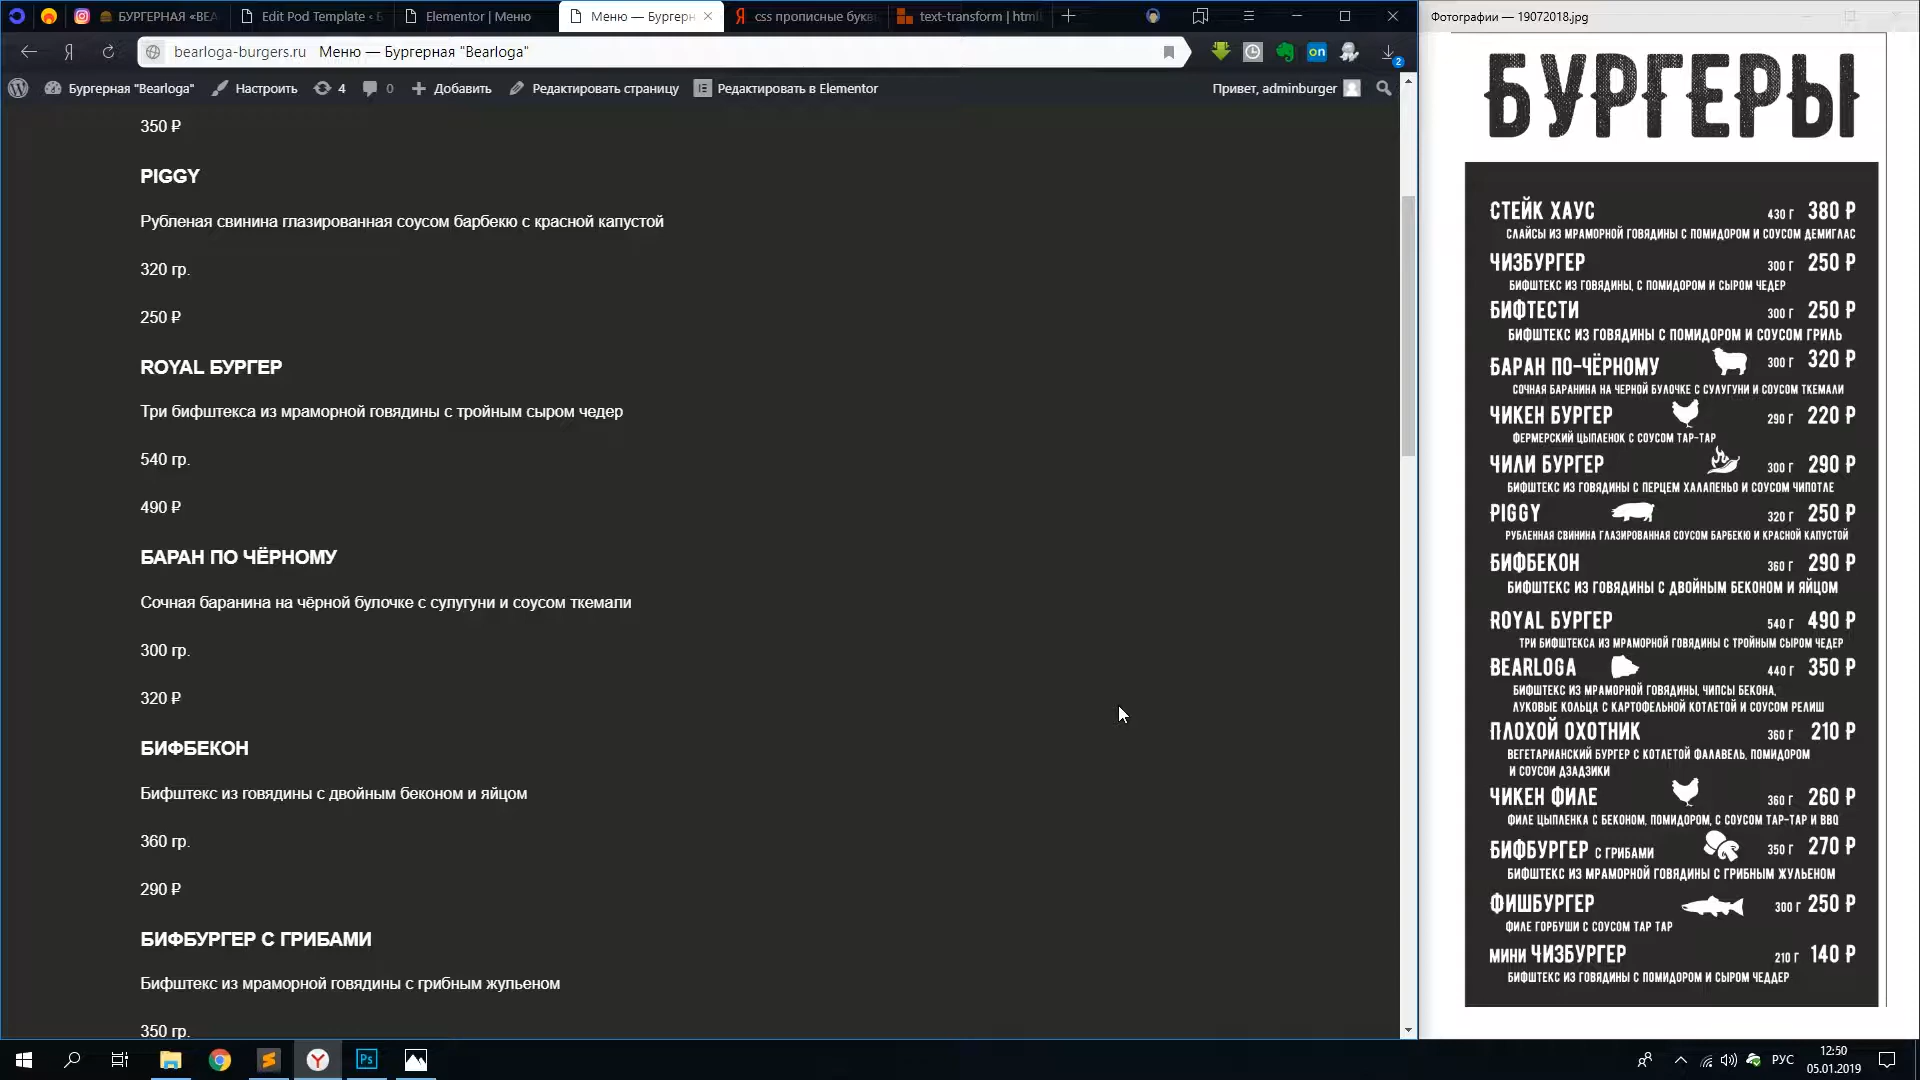 БУРГЕРНАЯ «BEA
Edit Pod Template ‹ Б
Elementor | Меню
Меню — Бургерн
css прописные букв
text-transform | html
Фотографии — 19072018.jpg
bearloga-burgers.ru Меню — Бургерная "Bearloga"
on
2
Бургерная "Bearloga" Настроить 4 0 Добавить Редактировать страницу Редактировать в Elementor Привет, adminburger
350 ₽
PIGGY
Рубленая свинина глазированная соусом барбекю с красной капустой
320 гр.
250 ₽
ROYAL БУРГЕР
Три бифштекса из мраморной говядины с тройным сыром чедер
540 гр.
490 ₽
БАРАН ПО ЧЁРНОМУ
Сочная баранина на чёрной булочке с сулугуни и соусом ткемали
300 гр.
320 ₽
БИФБЕКОН
Бифштекс из говядины с двойным беконом и яйцом
360 гр.
290 ₽
БИФБУРГЕР С ГРИБАМИ
Бифштекс из мраморной говядины с грибным жульеном
350 гр.
БУРГЕРЫ
СТЕЙК ХАУС 430 Г 380 ₽
СЛАЙСЫ ИЗ МРАМОРНОЙ ГОВЯДИНЫ С ПОМИДОРОМ И СОУСОМ ДЕМИГЛАС
ЧИЗБУРГЕР 300 Г 250 ₽
БИФШТЕКС ИЗ ГОВЯДИНЫ, С ПОМИДОРОМ И СЫРОМ ЧЕДЕР
БИФТЕСТИ 300 Г 250 ₽
БИФШТЕКС ИЗ ГОВЯДИНЫ С ПОМИДОРОМ И СОУСОМ ГРИЛЬ
БАРАН ПО-ЧЁРНОМУ 300 Г 320 ₽
СОЧНАЯ БАРАНИНА НА ЧЕРНОЙ БУЛОЧКЕ С СУЛУГУНИ И СОУСОМ ТКЕМАЛИ
ЧИКЕН БУРГЕР 290 Г 220 ₽
ФЕРМЕРСКИЙ ЦЫПЛЕНОК С СОУСОМ ТАР-ТАР
ЧИЛИ БУРГЕР 300 Г 290 ₽
БИФШТЕКС ИЗ ГОВЯДИНЫ С ПЕРЦЕМ ХАЛАПЕНЬО И СОУСОМ ЧИПОТЛЕ
PIGGY 320 Г 250 ₽
РУБЛЕННАЯ СВИНИНА ГЛАЗИРОВАННАЯ СОУСОМ БАРБЕКЮ И КРАСНОЙ КАПУСТОЙ
БИФБЕКОН 360 Г 290 ₽
БИФШТЕКС ИЗ ГОВЯДИНЫ С ДВОЙНЫМ БЕКОНОМ И ЯЙЦОМ
ROYAL БУРГЕР 540 Г 490 ₽
ТРИ БИФШТЕКСА ИЗ МРАМОРНОЙ ГОВЯДИНЫ С ТРОЙНЫМ СЫРОМ ЧЕДЕР
BEARLOGA 440 Г 350 ₽
БИФШТЕКС ИЗ МРАМОРНОЙ ГОВЯДИНЫ, ЧИПСЫ БЕКОНА,
ЛУКОВЫЕ КОЛЬЦА С КАРТОФЕЛЬНОЙ КОТЛЕТОЙ И СОУСОМ РЕЛИШ
ПЛОХОЙ ОХОТНИК 360 Г 210 ₽
ВЕГЕТАРИАНСКИЙ БУРГЕР С КОТЛЕТОЙ ФАЛАВЕЛЬ, ПОМИДОРОМ
И СОУСОИ ДЗАДЗИКИ
ЧИКЕН ФИЛЕ 360 Г 260 ₽
ФИЛЕ ЦЫПЛЕНКА С БЕКОНОМ, ПОМИДОРОМ, С СОУСОМ ТАР-ТАР И BBQ
БИФБУРГЕР С ГРИБАМИ 350 Г 270 ₽
БИФШТЕКС ИЗ МРАМОРНОЙ ГОВЯДИНЫ С ГРИБНЫМ ЖУЛЬЕНОМ
ФИШБУРГЕР 300 Г 250 ₽
ФИЛЕ ГОРБУШИ С СОУСОМ ТАР ТАР
МИНИ ЧИЗБУРГЕР 210 Г 140 ₽
БИФШТЕКС ИЗ ГОВЯДИНЫ С ПОМИДОРОМ И СЫРОМ ЧЕДДЕР
Ps
РУС
12:50
05.01.2019